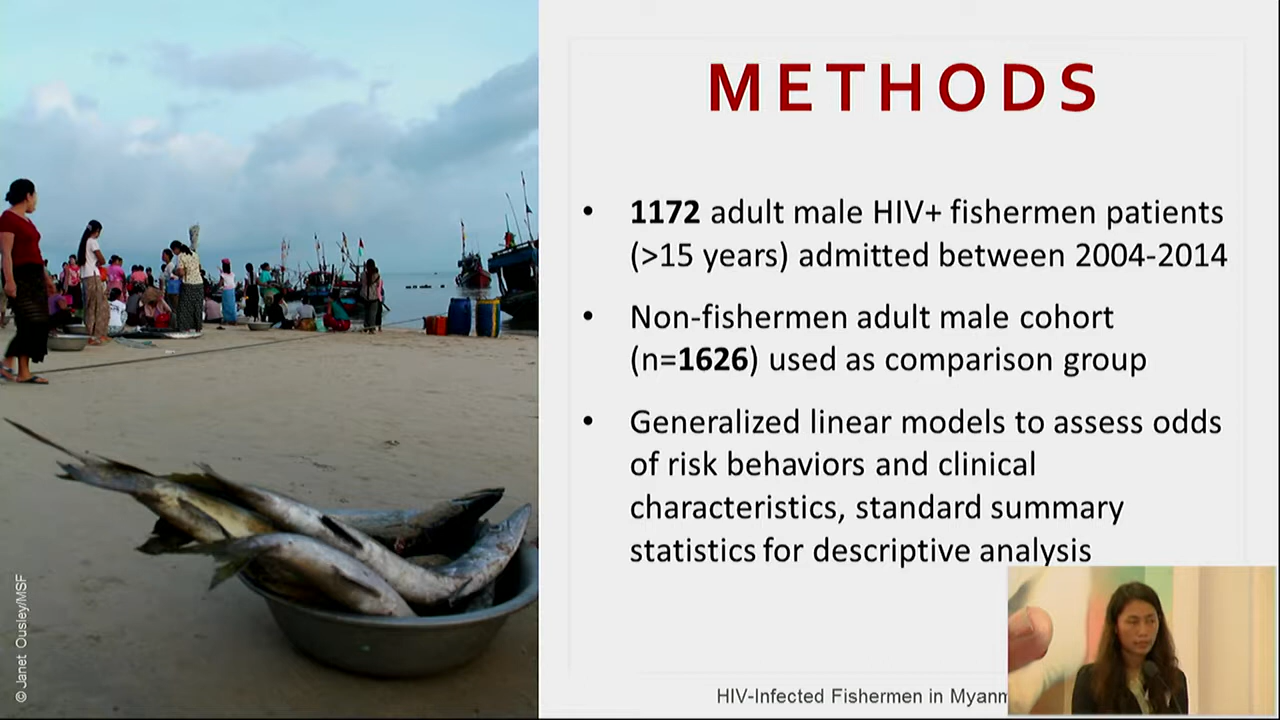 METHODS
• 1172 adult male HIV+ fishermen patients
(>15 years) admitted between 2004-2014
• Non-fishermen adult male cohort
(n=1626) used as comparison group
• Generalized linear models to assess odds
of risk behaviors and clinical
characteristics, standard summary
statistics for descriptive analysis
© Janet Ousley/MSF
HIV-Infected Fishermen in Myanm